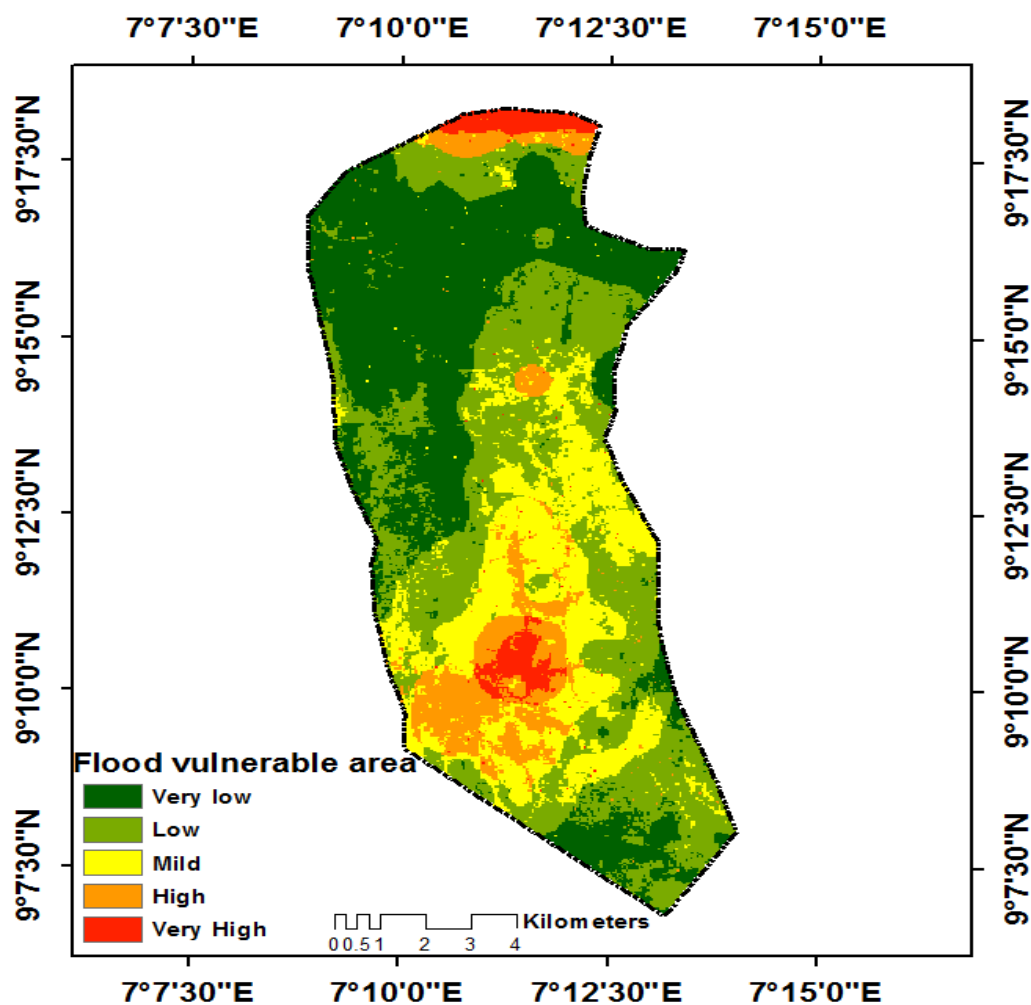 7°7'30"E 7°10'0"E 7°12'30"E 7°15'0"E
9°17'30"N
9°17'30"N
9°15'0"N
9°15'0"N
9°12'30"N
9°12'30"N
9°10'0"N
9°10'0"N
9°7'30"N
9°7'30"N
Flood vulnerable area
Very low
Low
Mild
High
Very High
Kilometers
0 0.5 1 2 3 4
7°7'30"E 7°10'0"E 7°12'30"E 7°15'0"E